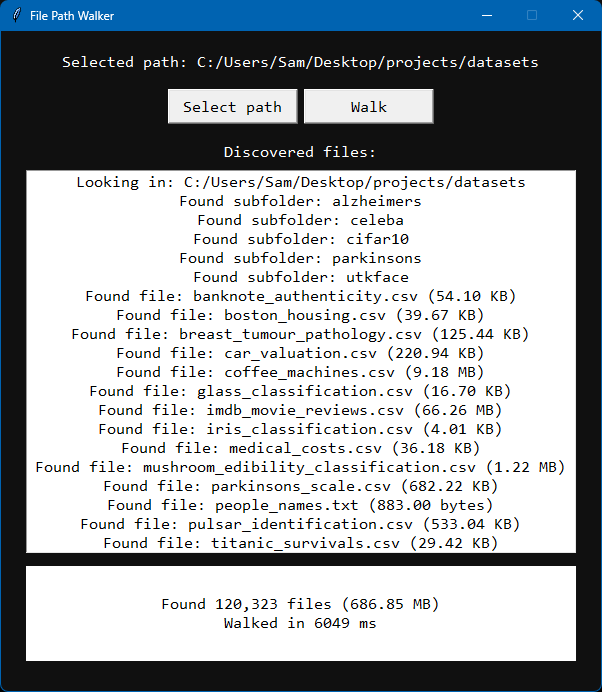 File Path Walker
Selected path: C:/Users/Sam/Desktop/projects/datasets
Select path Walk
Discovered files:
Looking in: C:/Users/Sam/Desktop/projects/datasets
Found subfolder: alzheimers
Found subfolder: celeba
Found subfolder: cifar10
Found subfolder: parkinsons
Found subfolder: utkface
Found file: banknote_authenticity.csv (54.10 KB)
Found file: boston_housing.csv (39.67 KB)
Found file: breast_tumour_pathology.csv (125.44 KB)
Found file: car_valuation.csv (220.94 KB)
Found file: coffee_machines.csv (9.18 MB)
Found file: glass_classification.csv (16.70 KB)
Found file: imdb_movie_reviews.csv (66.26 MB)
Found file: iris_classification.csv (4.01 KB)
Found file: medical_costs.csv (36.18 KB)
Found file: mushroom_edibility_classification.csv (1.22 MB)
Found file: parkinsons_scale.csv (682.22 KB)
Found file: people_names.txt (883.00 bytes)
Found file: pulsar_identification.csv (533.04 KB)
Found file: titanic_survivals.csv (29.42 KB)
Found 120,323 files (686.85 MB)
Walked in 6049 ms